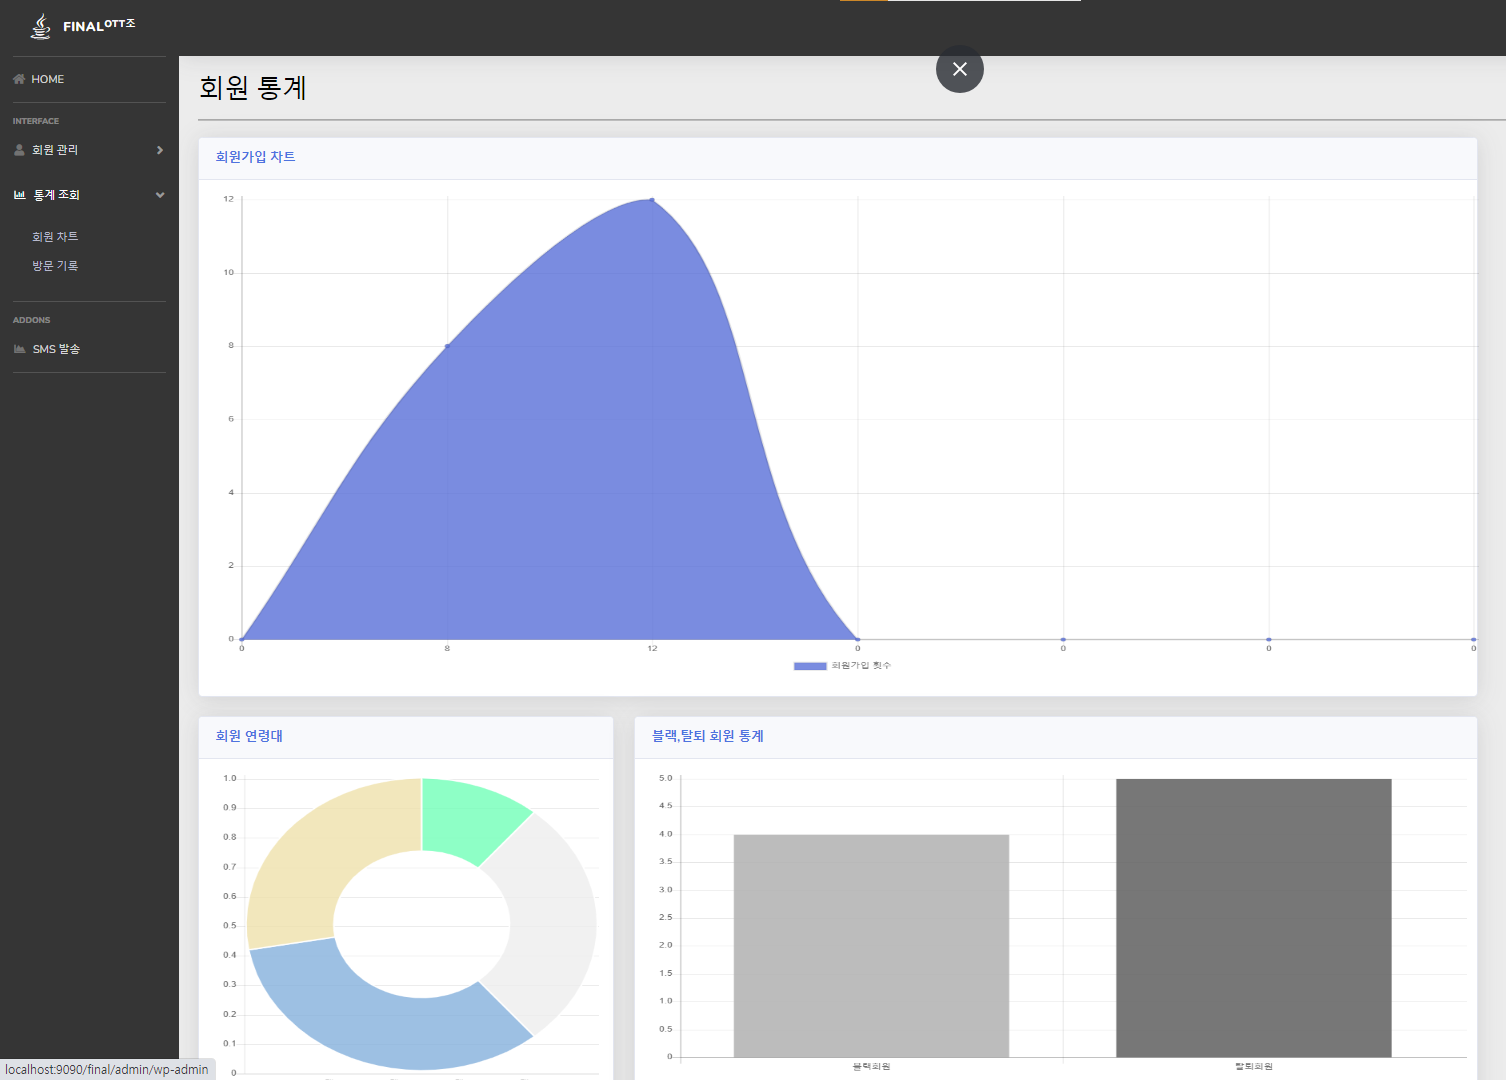 FINAL OTT조
HOME
INTERFACE
회원 관리
통계 조회
회원 차트
방문 기록
ADDONS
SMS 발송
회원 통계
회원가입 차트
12
10
8
6
4
2
0
0 8 12 0 0 0 0
회원가입 횟수
회원 연령대
1.0
0.9
0.8
0.7
0.6
0.5
0.4
0.3
0.2
0.1
0
블랙,탈퇴 회원 통계
5.0
4.5
4.0
3.5
3.0
2.5
2.0
1.5
1.0
0.5
0
블랙회원 탈퇴회원
localhost:9090/final/admin/wp-admin